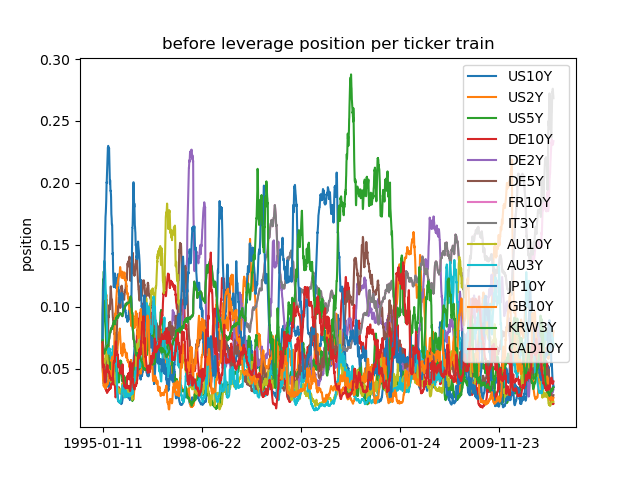 before leverage position per ticker train
0.30
0.25
0.20
0.15
0.10
0.05
position
1995-01-11
1998-06-22
2002-03-25
2006-01-24
2009-11-23
US10Y
US2Y
US5Y
DE10Y
DE2Y
DE5Y
FR10Y
IT3Y
AU10Y
AU3Y
JP10Y
GB10Y
KRW3Y
CAD10Y